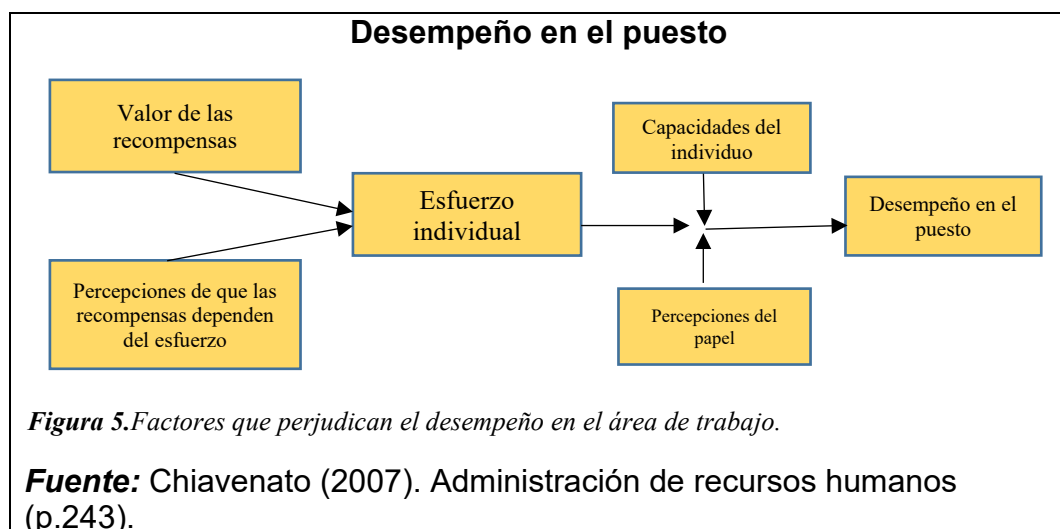 Desempeño en el puesto
Valor de las
recompensas
Capacidades del
individuo
Esfuerzo
individual
Desempeño en el
puesto
Percepciones de que las
recompensas dependen
del esfuerzo
Percepciones del
papel
Figura 5.Factores que perjudican el desempeño en el área de trabajo.
Fuente: Chiavenato (2007). Administración de recursos humanos
(p.243).